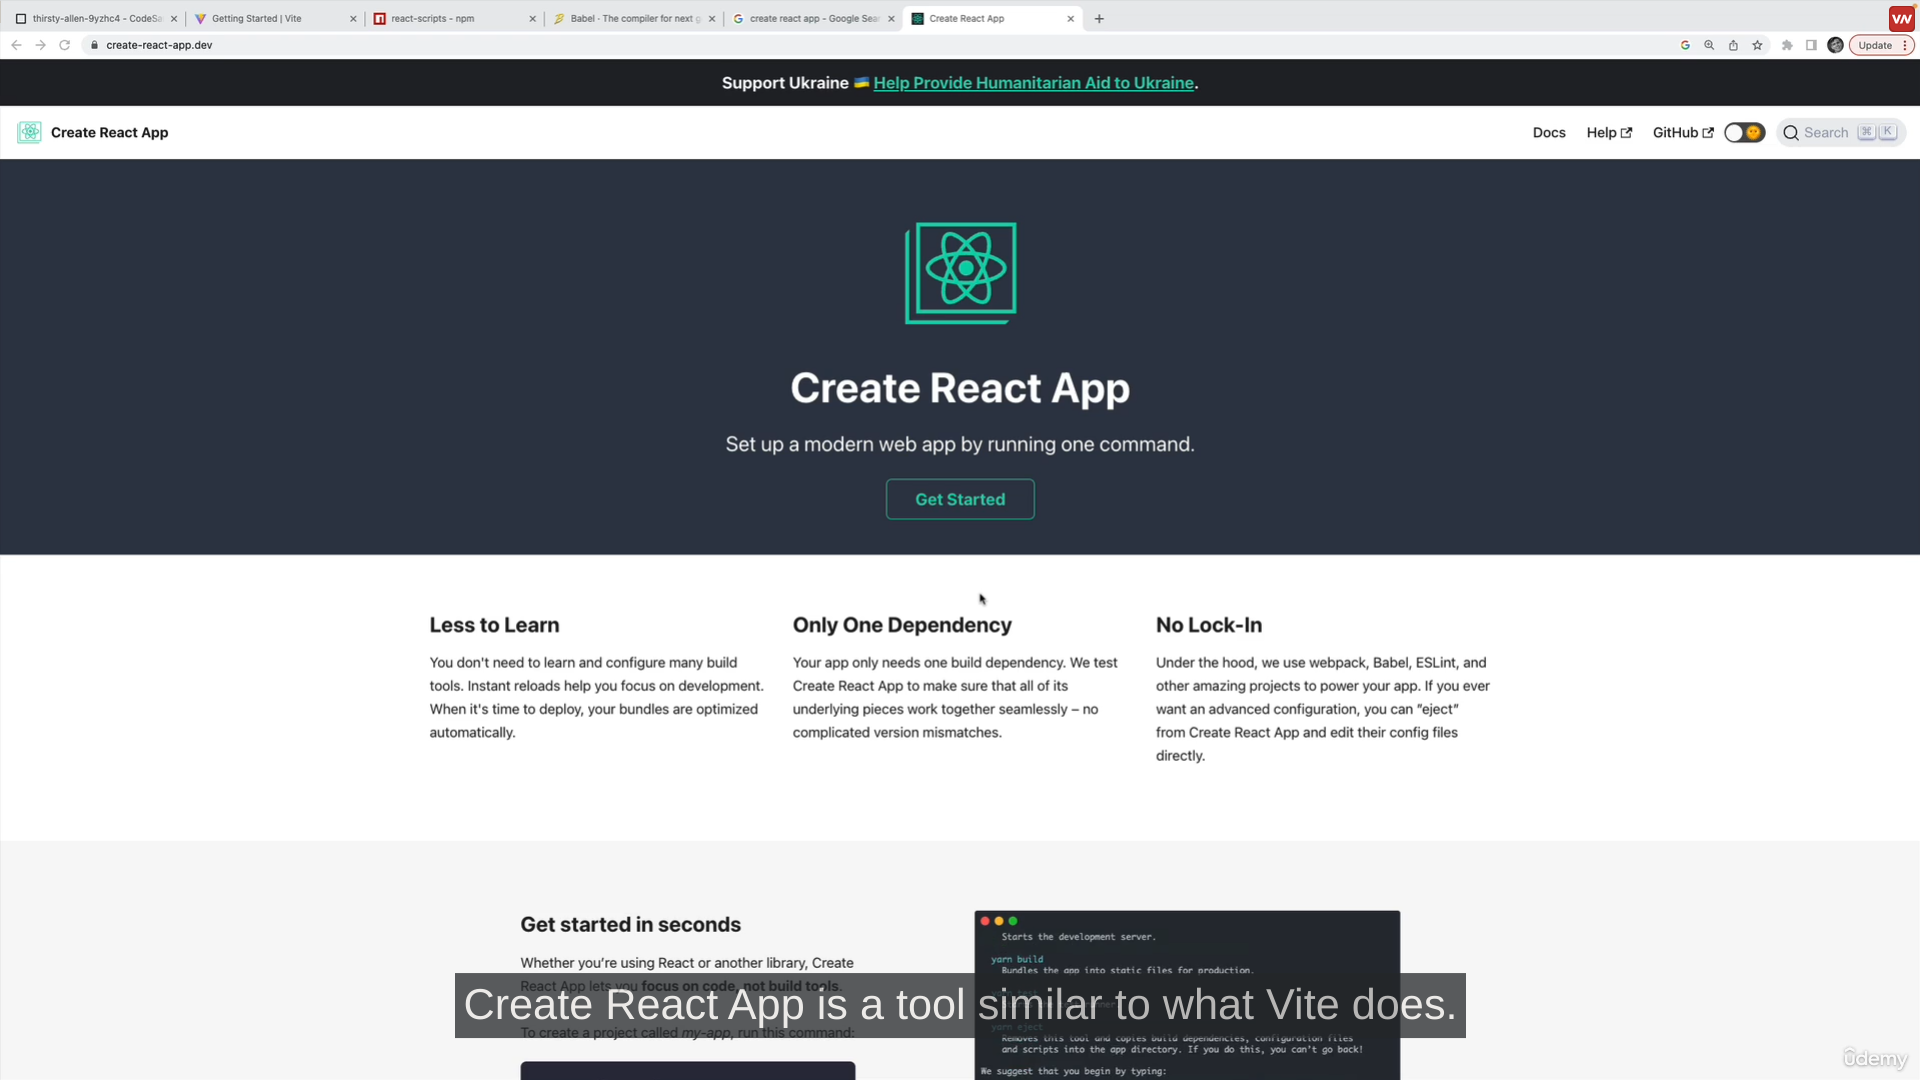 thirsty-allen-9yzhc4 - CodeSa
Getting Started | Vite
react-scripts - npm
Babel · The compiler for next g
create react app - Google Sear
Create React App
VN
create-react-app.dev
Update
Support Ukraine 🇺🇦 Help Provide Humanitarian Aid to Ukraine.
Create React App
Docs
Help
GitHub
Search
⌘ K
Create React App
Set up a modern web app by running one command.
Get Started
Less to Learn
You don't need to learn and configure many build
tools. Instant reloads help you focus on development.
When it's time to deploy, your bundles are optimized
automatically.
Only One Dependency
Your app only needs one build dependency. We test
Create React App to make sure that all of its
underlying pieces work together seamlessly – no
complicated version mismatches.
No Lock-In
Under the hood, we use webpack, Babel, ESLint, and
other amazing projects to power your app. If you ever
want an advanced configuration, you can “eject”
from Create React App and edit their config files
directly.
Get started in seconds
Whether you’re using React or another library, Create
React App lets you focus on code, not build tools.
To create a project called my-app, run this command:
Starts the development server.
yarn build
Bundles the app into static files for production.
yarn eject
Removes this tool and copies build dependencies, configuration files
and scripts into the app directory. If you do this, you can’t go back!
We suggest that you begin by typing:
Create React App is a tool similar to what Vite does.
ûdemy